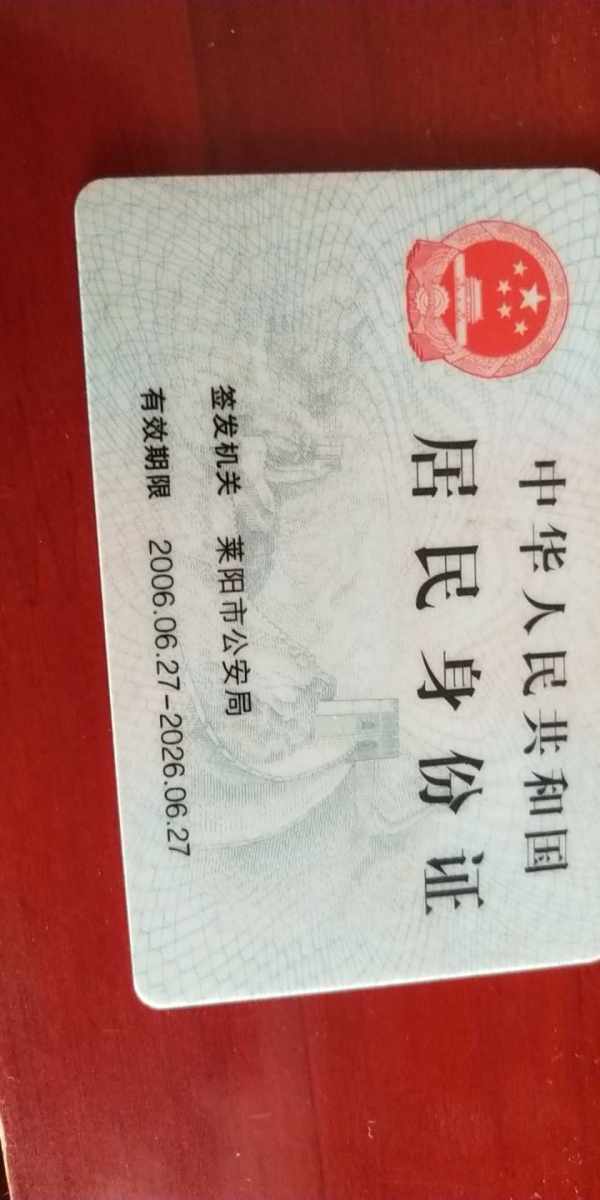 中华人民共和国
居民身份证
签发机关 莱阳市公安局
有效期限 2006.06.27-2026.06.27